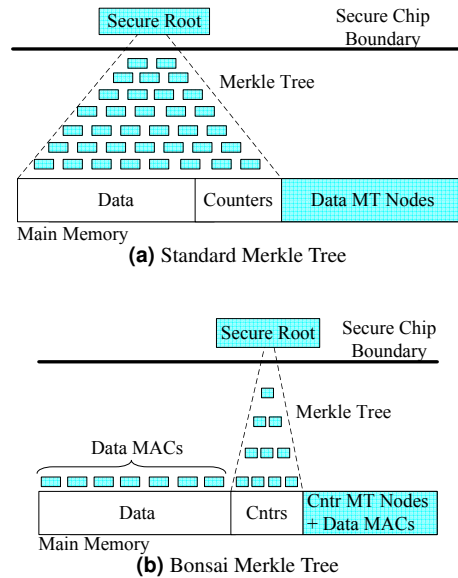 Secure Root
Secure Chip
Boundary
Merkle Tree
Data
Counters
Data MT Nodes
Main Memory
(a) Standard Merkle Tree
Secure Root
Secure Chip
Boundary
Merkle Tree
Data MACs
Data
Cntrs
Cntr MT Nodes
+ Data MACs
Main Memory
(b) Bonsai Merkle Tree